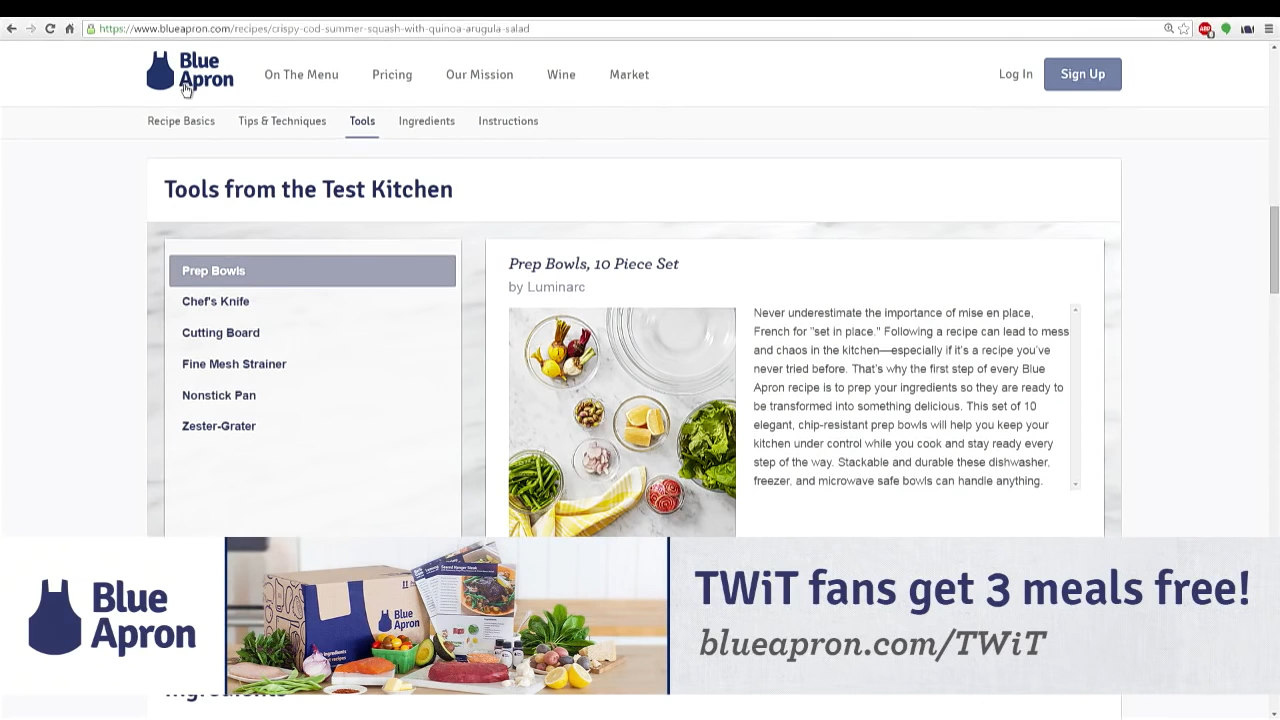 https://www.blueapron.com/recipes/crispy-cod-summer-squash-with-quinoa-arugula-salad
Blue
Apron
On The Menu
Pricing
Our Mission
Wine
Market
Log In
Sign Up
Recipe Basics
Tips & Techniques
Tools
Ingredients
Instructions
Tools from the Test Kitchen
Prep Bowls
Chef's Knife
Cutting Board
Fine Mesh Strainer
Nonstick Pan
Zester-Grater
Prep Bowls, 10 Piece Set
by Luminarc
Never underestimate the importance of mise en place,
French for "set in place." Following a recipe can lead to mess
and chaos in the kitchen—especially if it's a recipe you've
never tried before. That's why the first step of every Blue
Apron recipe is to prep your ingredients so they are ready to
be transformed into something delicious. This set of 10
elegant, chip-resistant prep bowls will help you keep your
kitchen under control while you cook and stay ready every
step of the way. Stackable and durable these dishwasher,
freezer, and microwave safe bowls can handle anything.
Blue
Apron
Blue
Apron
TWiT fans get 3 meals free!
blueapron.com/TWiT
Ingredients